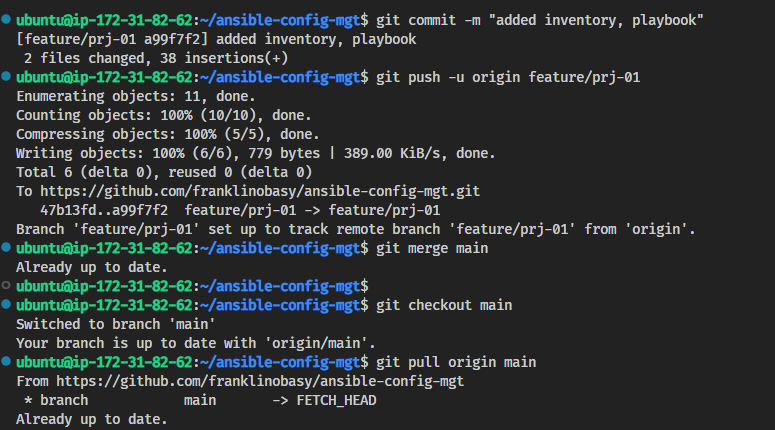 ubuntu@ip-172-31-82-62:~/ansible-config-mgt$ git commit -m "added inventory, playbook"
[feature/prj-01 a99f7f2] added inventory, playbook
 2 files changed, 38 insertions(+)
ubuntu@ip-172-31-82-62:~/ansible-config-mgt$ git push -u origin feature/prj-01
Enumerating objects: 11, done.
Counting objects: 100% (10/10), done.
Compressing objects: 100% (5/5), done.
Writing objects: 100% (6/6), 779 bytes | 389.00 KiB/s, done.
Total 6 (delta 0), reused 0 (delta 0)
To https://github.com/franklinobasy/ansible-config-mgt.git
   47b13fd..a99f7f2  feature/prj-01 -> feature/prj-01
Branch 'feature/prj-01' set up to track remote branch 'feature/prj-01' from 'origin'.
ubuntu@ip-172-31-82-62:~/ansible-config-mgt$ git merge main
Already up to date.
ubuntu@ip-172-31-82-62:~/ansible-config-mgt$
ubuntu@ip-172-31-82-62:~/ansible-config-mgt$ git checkout main
Switched to branch 'main'
Your branch is up to date with 'origin/main'.
ubuntu@ip-172-31-82-62:~/ansible-config-mgt$ git pull origin main
From https://github.com/franklinobasy/ansible-config-mgt
 * branch            main       -> FETCH_HEAD
Already up to date.